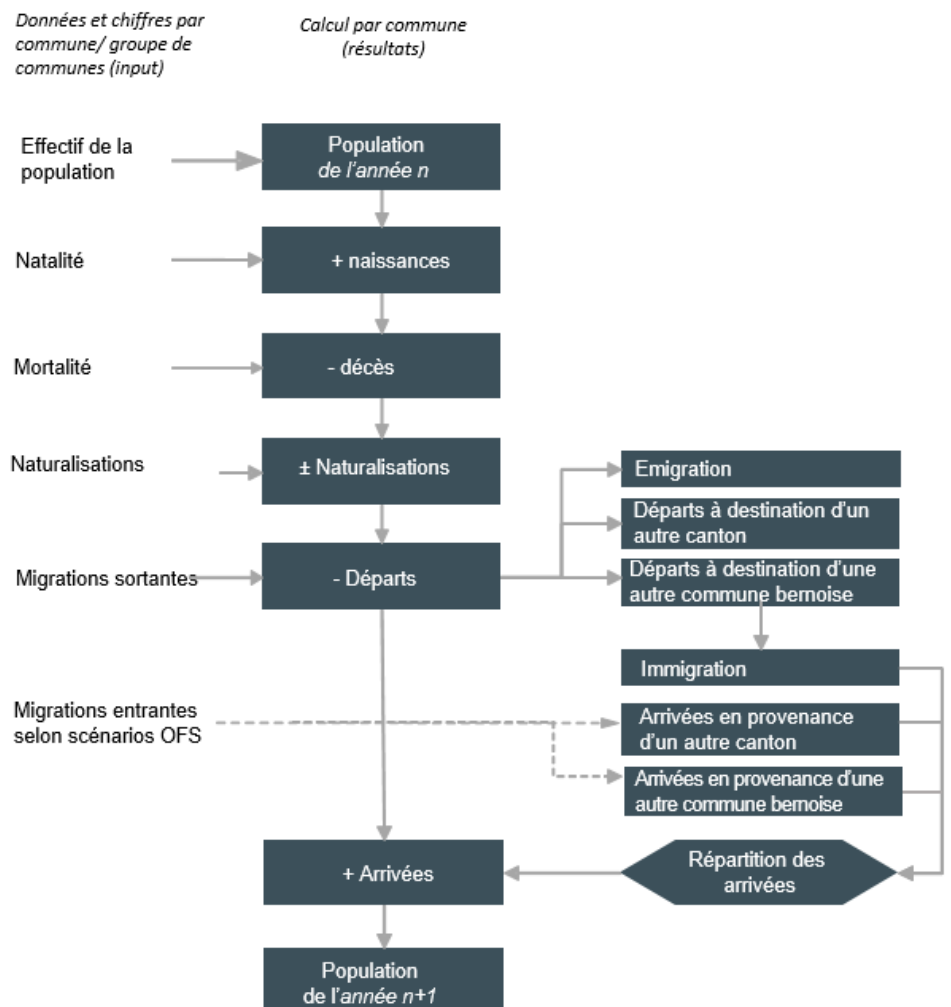 Données et chiffres par
commune/ groupe de
communes (input)
Calcul par commune
(résultats)
Effectif de la
population
Population
de l'année n
Natalité
+ naissances
Mortalité
- décès
Naturalisations
± Naturalisations
Emigration
Départs à destination d'un
autre canton
Migrations sortantes
- Départs
Départs à destination d'une
autre commune bernoise
Immigration
Migrations entrantes
selon scénarios OFS
Arrivées en provenance
d'un autre canton
Arrivées en provenance d'une
autre commune bernoise
+ Arrivées
Répartition des
arrivées
Population
de l'année n+1